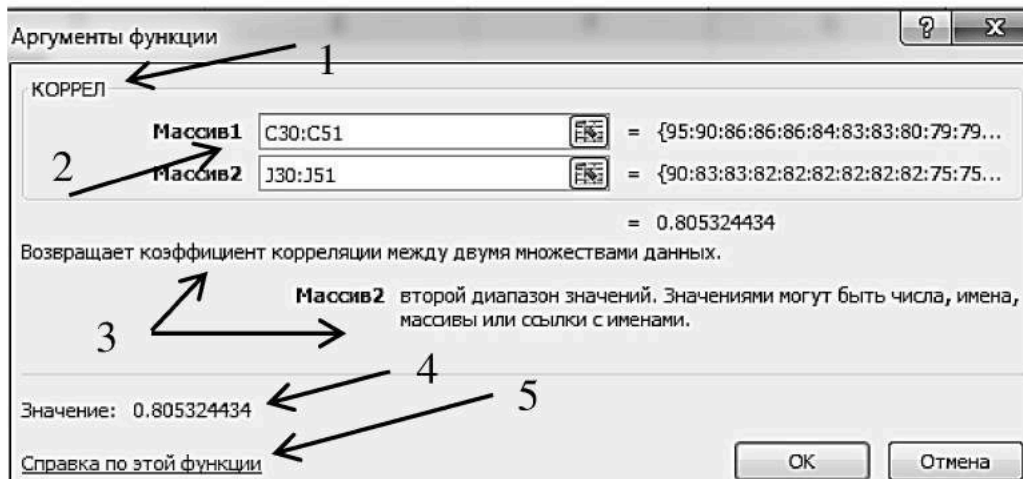 Аргументы функции
1
КОРРЕЛ
Массив1 C30:C51 = {95:90:86:86:86:84:83:83:80:79:79...
2
Массив2 J30:J51 = {90:83:83:82:82:82:82:82:82:75:75...
= 0.805324434
Возвращает коэффициент корреляции между двумя множествами данных.
Массив2 второй диапазон значений. Значениями могут быть числа, имена,
массивы или ссылки с именами.
3
4
Значение: 0.805324434
5
Справка по этой функции
ОК Отмена